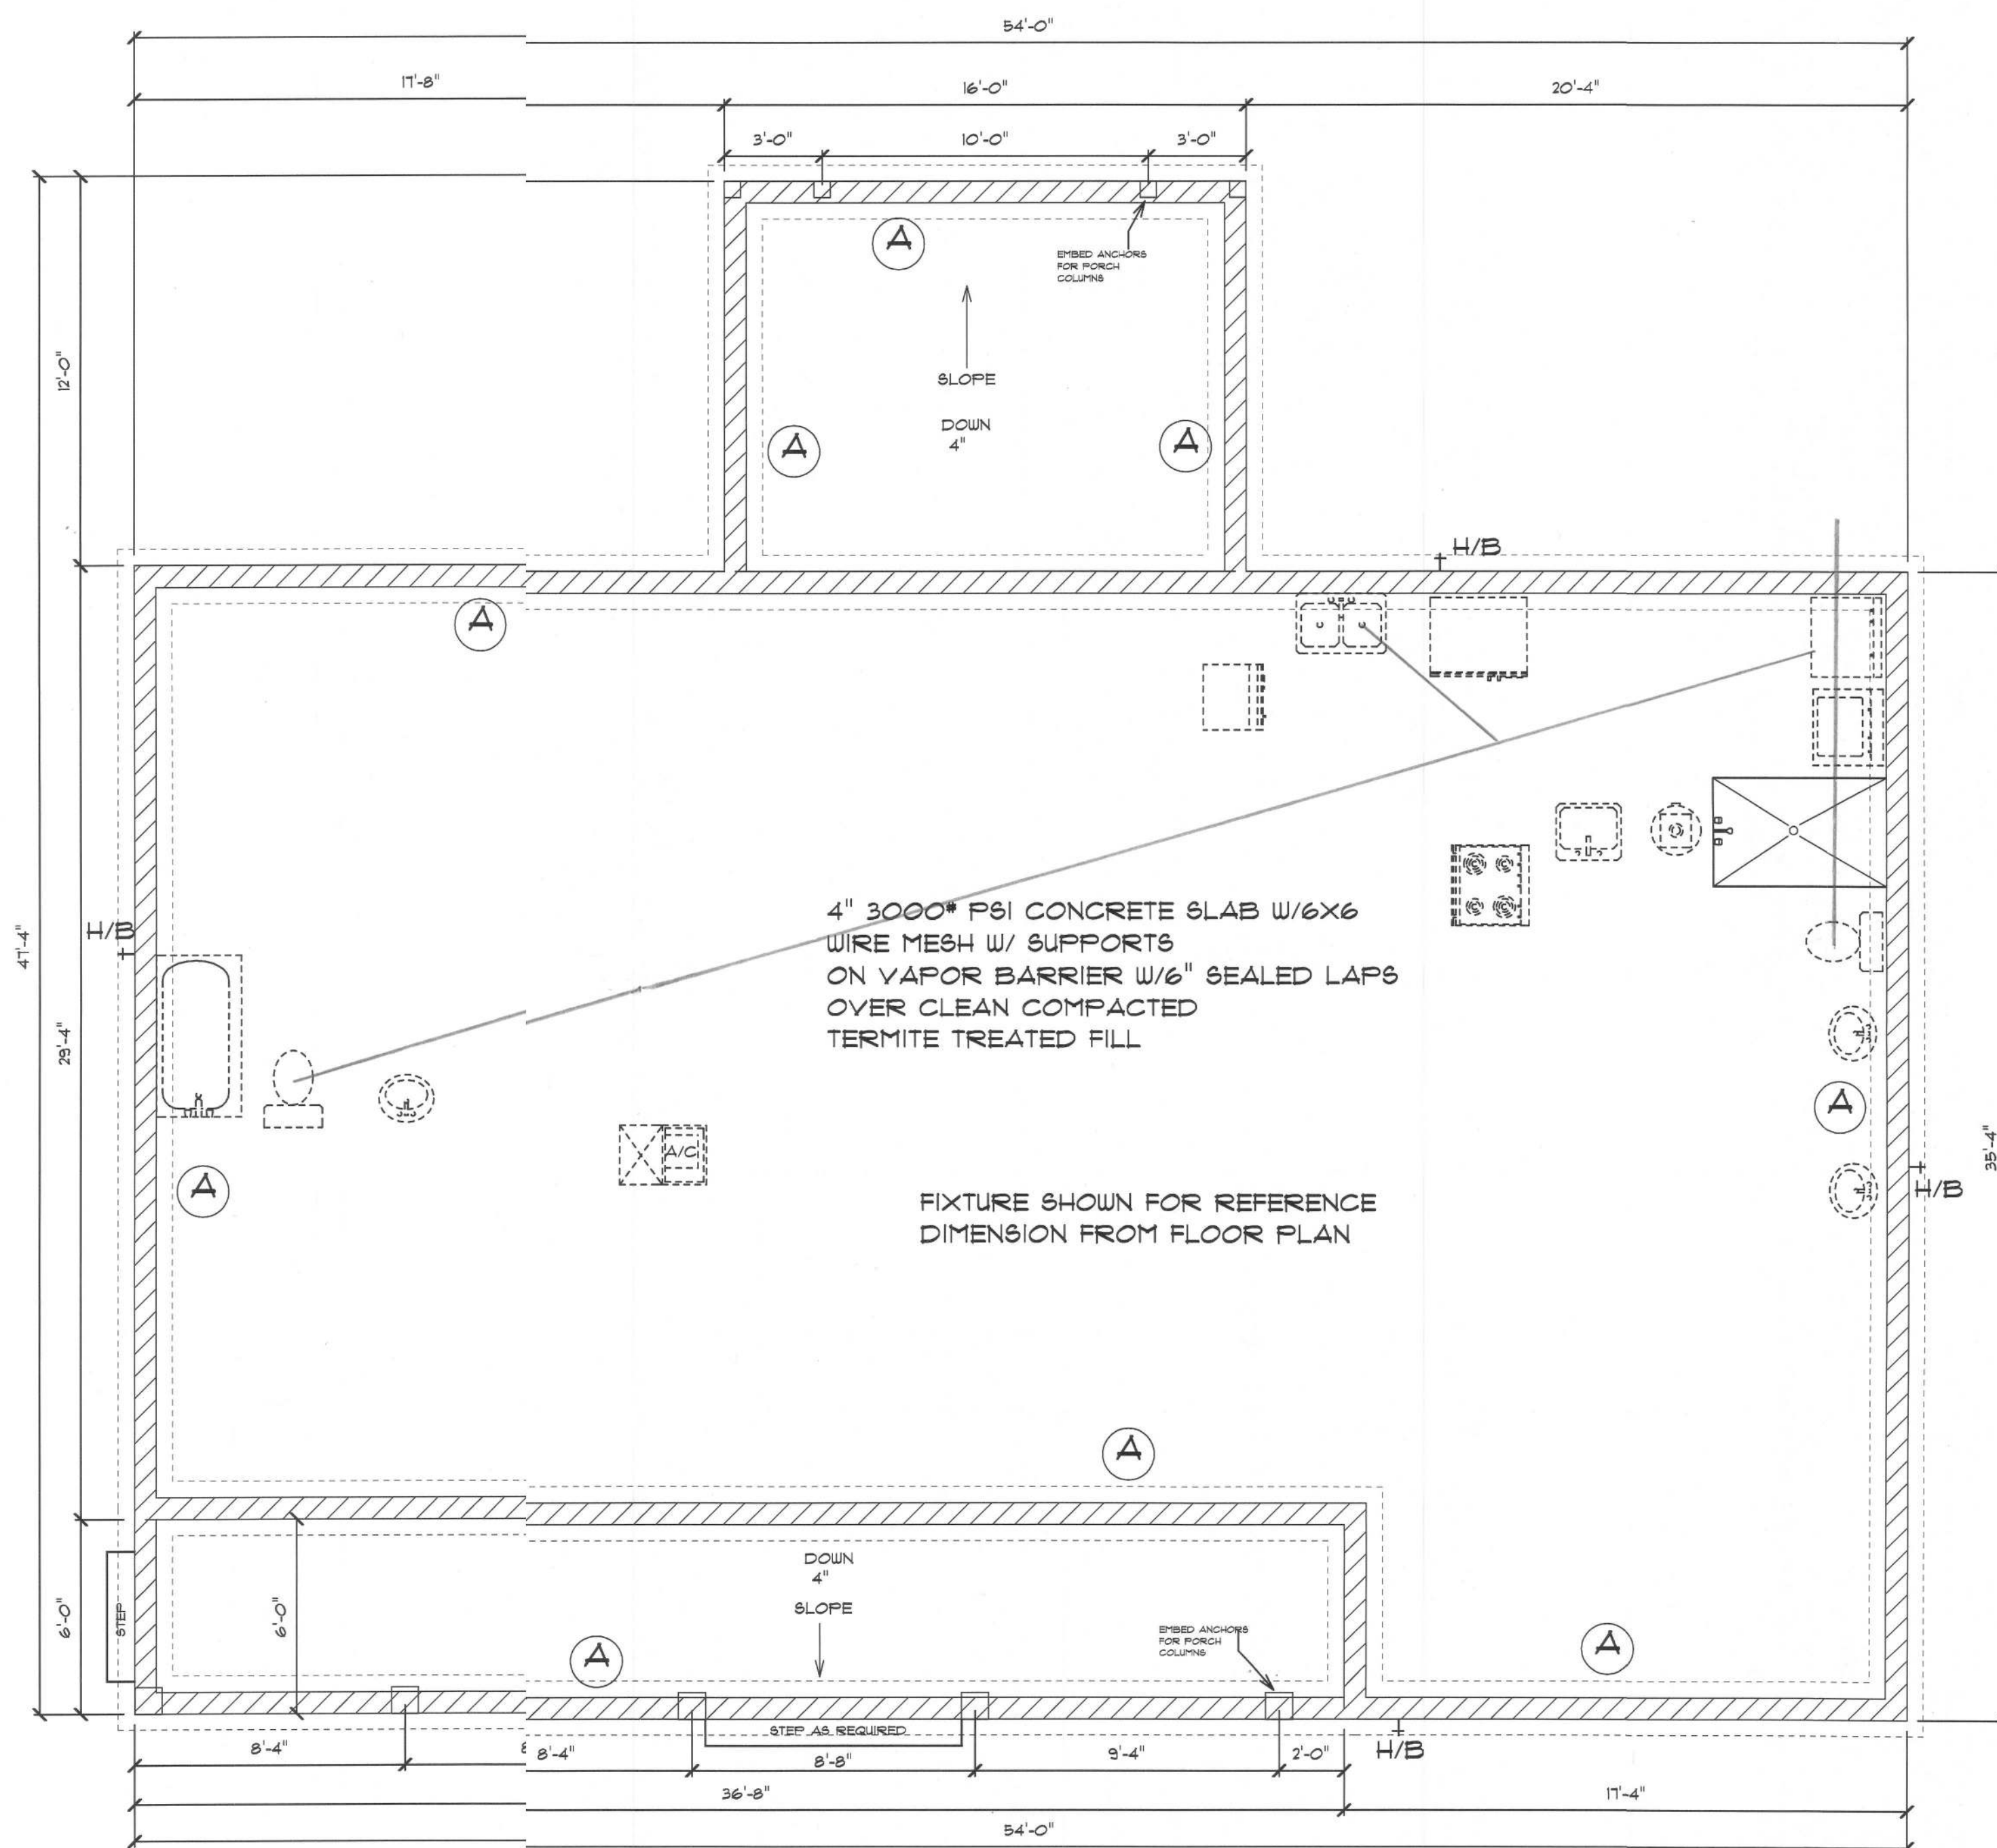 54'-0"
17'-8"
16'-0"
20'-4"
3'-0"
10'-0"
3'-0"
A
EMBED ANCHORS
FOR PORCH
COLUMNS
12'-0"
SLOPE
DOWN
4"
A
A
H/B
A
47'-4"
H/B
4" 3000# PSI CONCRETE SLAB W/6X6
WIRE MESH W/ SUPPORTS
ON VAPOR BARRIER W/6" SEALED LAPS
OVER CLEAN COMPACTED
TERMITE TREATED FILL
29'-4"
A
A/C
35'-4"
A
H/B
FIXTURE SHOWN FOR REFERENCE
DIMENSION FROM FLOOR PLAN
A
DOWN
4"
SLOPE
6'-0"
STEP
6'-0"
A
EMBED ANCHORS
FOR PORCH
COLUMNS
A
STEP AS REQUIRED
8'-4"
8'-4"
8'-8"
9'-4"
2'-0"
H/B
36'-8"
17'-4"
54'-0"